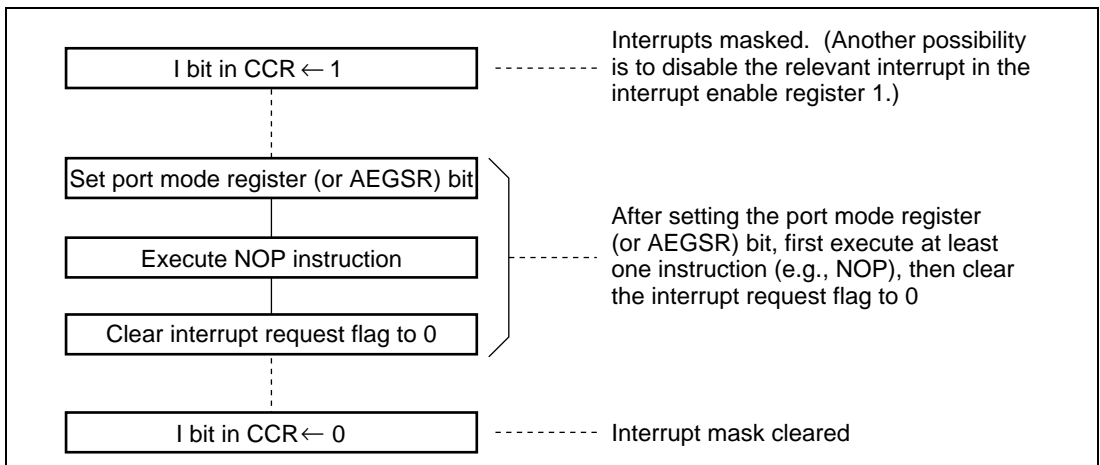 I bit in CCR ← 1
Interrupts masked. (Another possibility
is to disable the relevant interrupt in the
interrupt enable register 1.)
Set port mode register (or AEGSR) bit
Execute NOP instruction
Clear interrupt request flag to 0
After setting the port mode register
(or AEGSR) bit, first execute at least
one instruction (e.g., NOP), then clear
the interrupt request flag to 0
I bit in CCR ← 0
Interrupt mask cleared